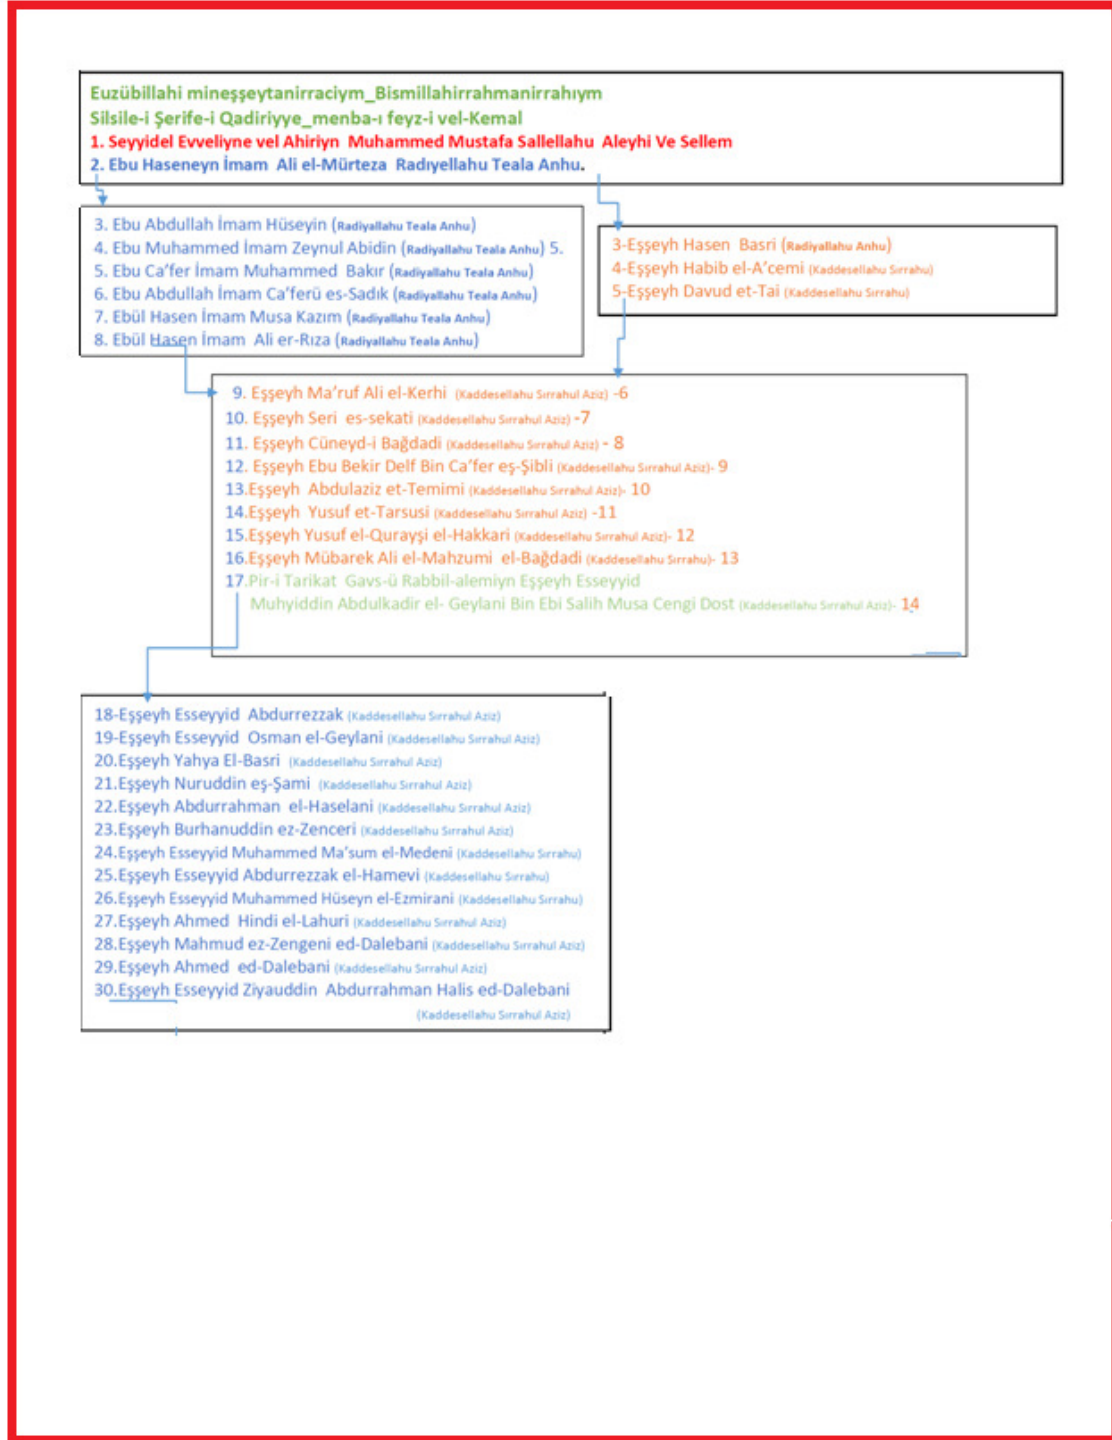 Euzübillahi mineşşeytanirraciym_Bismillahirrahmanirrahıym
Silsile-i Şerife-i Qadiriyye_menba-ı feyz-i vel-Kemal
1. Seyyidel Evveliyne vel Ahiriyn Muhammed Mustafa Sallellahu Aleyhi Ve Sellem
2. Ebu Haseneyn İmam Ali el-Mürteza Radıyellahu Teala Anhu.
3. Ebu Abdullah İmam Hüseyin (Radiyallahu Teala Anhu)
4. Ebu Muhammed İmam Zeynul Abidin (Radiyallahu Teala Anhu) 5.
5. Ebu Ca'fer İmam Muhammed Bakır (Radiyallahu Teala Anhu)
6. Ebu Abdullah İmam Ca'ferü es-Sadık (Radiyallahu Teala Anhu)
7. Ebül Hasen İmam Musa Kazım (Radiyallahu Teala Anhu)
8. Ebül Hasen İmam Ali er-Rıza (Radiyallahu Teala Anhu)
3-Eşşeyh Hasen Basri (Radiyallahu Anhu)
4-Eşşeyh Habib el-A'cemi (Kaddesellahu Sırrahu)
5-Eşşeyh Davud et-Tai (Kaddesellahu Sırrahu)
9. Eşşeyh Ma'ruf Ali el-Kerhi (Kaddesellahu Sırrahul Aziz) -6
10. Eşşeyh Seri es-sekati (Kaddesellahu Sırrahul Aziz) -7
11. Eşşeyh Cüneyd-i Bağdadi (Kaddesellahu Sırrahul Aziz) - 8
12. Eşşeyh Ebu Bekir Delf Bin Ca'fer eş-Şibli (Kaddesellahu Sırrahul Aziz)- 9
13.Eşşeyh Abdulaziz et-Temimi (Kaddesellahu Sırrahul Aziz)- 10
14.Eşşeyh Yusuf et-Tarsusi (Kaddesellahu Sırrahul Aziz) -11
15.Eşşeyh Yusuf el-Qurayşi el-Hakkari (Kaddesellahu Sırrahul Aziz)- 12
16.Eşşeyh Mübarek Ali el-Mahzumi el-Bağdadi (Kaddesellahu Sırrahu)- 13
17.Pir-i Tarikat Gavs-ü Rabbil-alemiyn Eşşeyh Esseyyid
Muhyiddin Abdulkadir el- Geylani Bin Ebi Salih Musa Cengi Dost (Kaddesellahu Sırrahul Aziz)- 14
18-Eşşeyh Esseyyid Abdurrezzak (Kaddesellahu Sırrahul Aziz)
19-Eşşeyh Esseyyid Osman el-Geylani (Kaddesellahu Sırrahul Aziz)
20.Eşşeyh Yahya El-Basri (Kaddesellahu Sırrahul Aziz)
21.Eşşeyh Nuruddin eş-Şami (Kaddesellahu Sırrahul Aziz)
22.Eşşeyh Abdurrahman el-Haselani (Kaddesellahu Sırrahul Aziz)
23.Eşşeyh Burhanuddin ez-Zenceri (Kaddesellahu Sırrahul Aziz)
24.Eşşeyh Esseyyid Muhammed Ma'sum el-Medeni (Kaddesellahu Sırrahu)
25.Eşşeyh Esseyyid Abdurrezzak el-Hamevi (Kaddesellahu Sırrahu)
26.Eşşeyh Esseyyid Muhammed Hüseyn el-Ezmirani (Kaddesellahu Sırrahu)
27.Eşşeyh Ahmed Hindi el-Lahuri (Kaddesellahu Sırrahul Aziz)
28.Eşşeyh Mahmud ez-Zengeni ed-Dalebani (Kaddesellahu Sırrahul Aziz)
29.Eşşeyh Ahmed ed-Dalebani (Kaddesellahu Sırrahul Aziz)
30.Eşşeyh Esseyyid Ziyauddin Abdurrahman Halis ed-Dalebani
(Kaddesellahu Sırrahul Aziz)